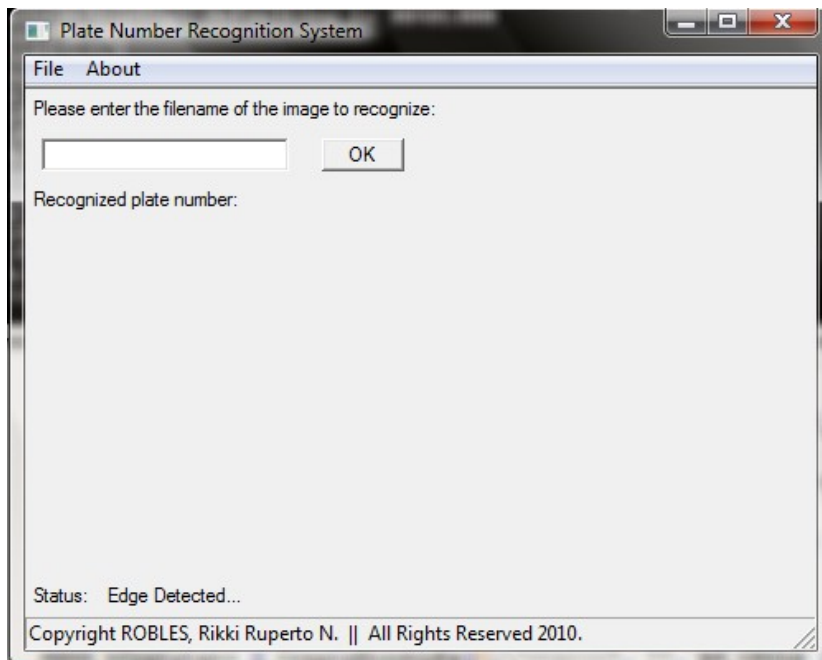 Plate Number Recognition System
File About
Please enter the filename of the image to recognize:
OK
Recognized plate number:
Status: Edge Detected...
Copyright ROBLES, Rikki Ruperto N. || All Rights Reserved 2010.